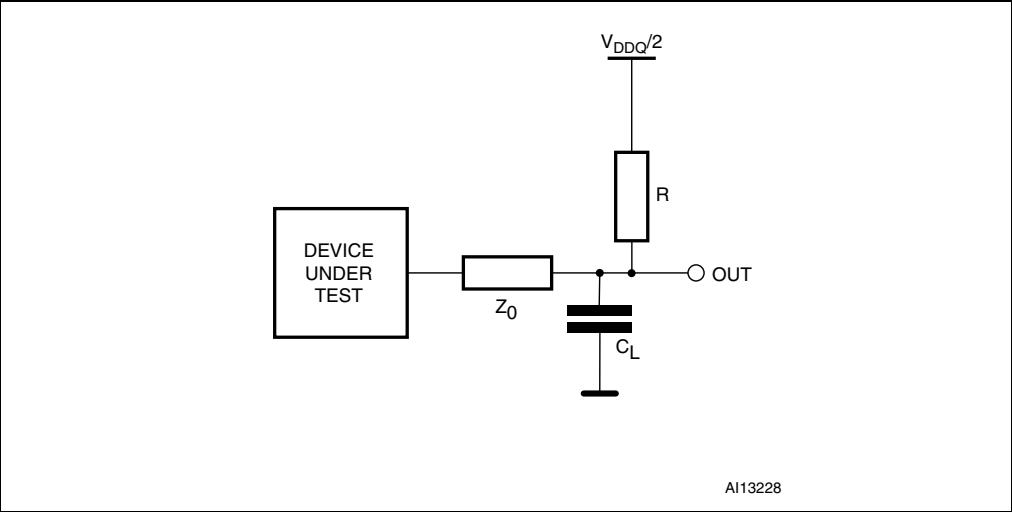 VDDQ/2
R
DEVICE
UNDER
TEST
OUT
Z0
CL
AI13228